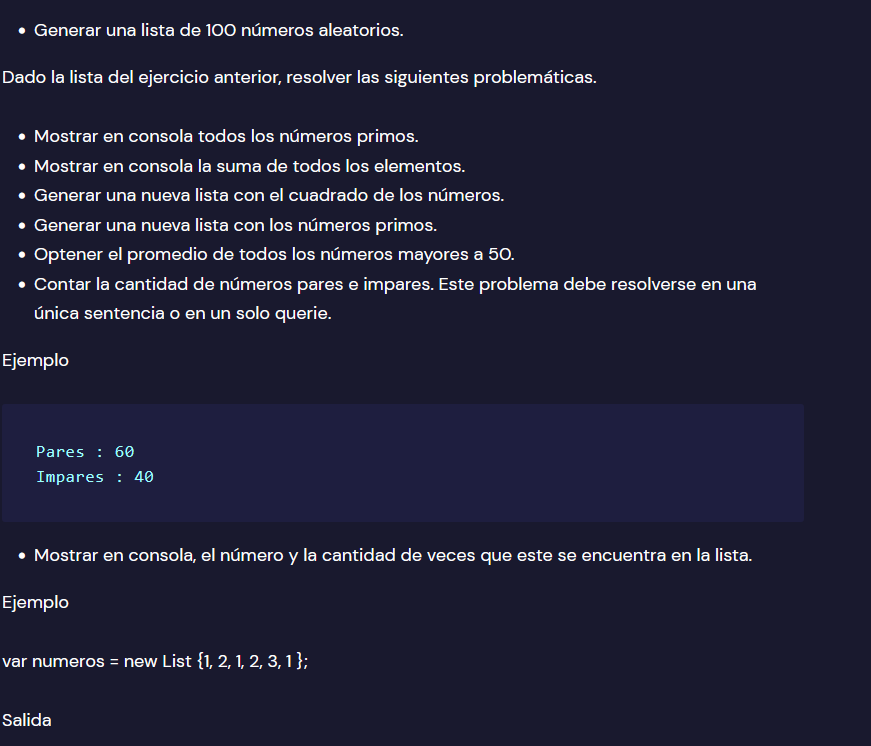 • Generar una lista de 100 números aleatorios.
Dado la lista del ejercicio anterior, resolver las siguientes problemáticas.
• Mostrar en consola todos los números primos.
• Mostrar en consola la suma de todos los elementos.
• Generar una nueva lista con el cuadrado de los números.
• Generar una nueva lista con los números primos.
• Optener el promedio de todos los números mayores a 50.
• Contar la cantidad de números pares e impares. Este problema debe resolverse en una
única sentencia o en un solo querie.
Ejemplo
Pares : 60
Impares : 40
• Mostrar en consola, el número y la cantidad de veces que este se encuentra en la lista.
Ejemplo
var numeros = new List {1, 2, 1, 2, 3, 1 };
Salida